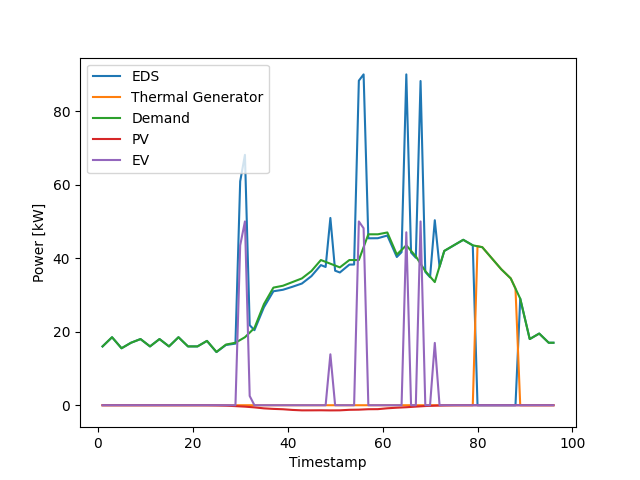 EDS
Thermal Generator
Demand
PV
EV
Power [kW]
80
60
40
20
0
0 20 40 60 80 100
Timestamp